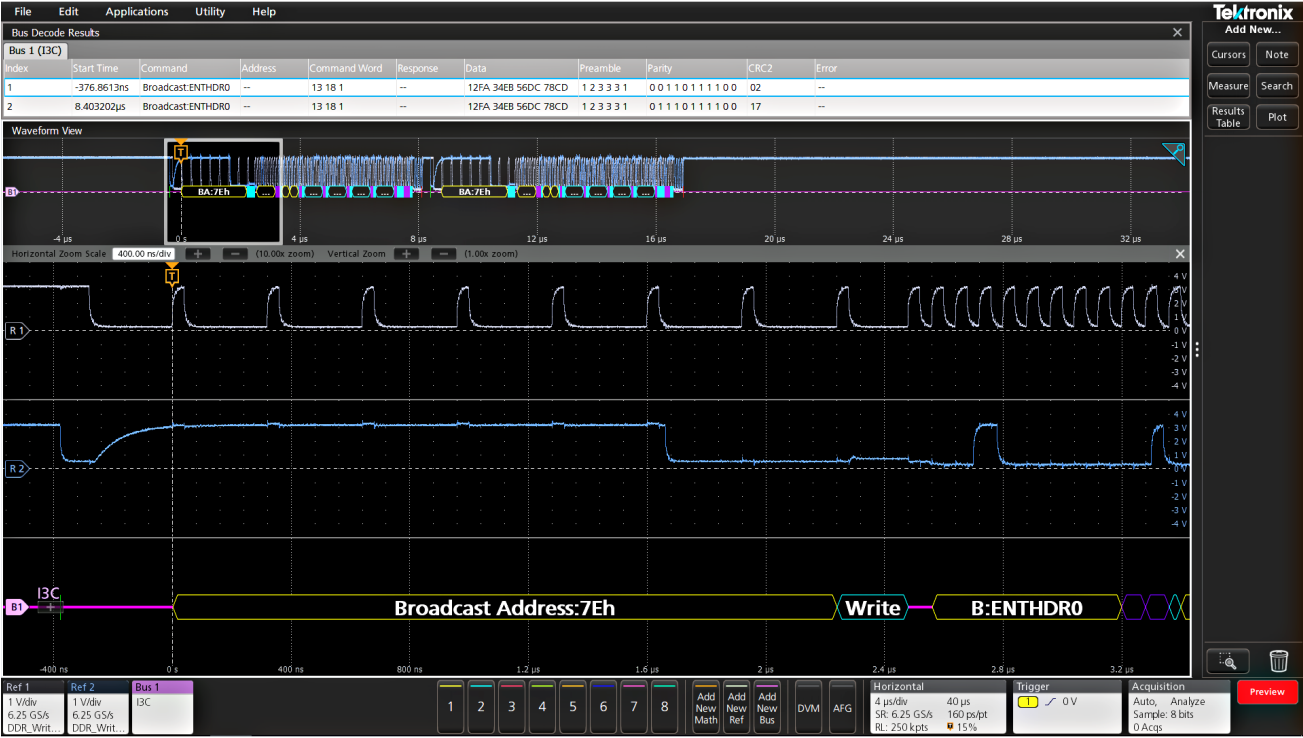 File Edit Applications Utility Help
Tektronix
Bus Decode Results
Add New...
Bus 1 (I3C)
Cursors Note
Index Start Time Command Address Command Word Response Data Preamble Parity CRC2 Error
1 -376.8613ns Broadcast:ENTHDR0 -- 13 18 1 -- 12FA 34EB 56DC 78CD 1 2 3 3 3 1 0 0 1 1 0 1 1 1 1 0 0 02 --
2 8.403202µs Broadcast:ENTHDR0 -- 13 18 1 -- 12FA 34EB 56DC 78CD 1 2 3 3 3 1 0 0 1 1 0 1 1 1 1 0 0 17 --
Measure Search
Results Table Plot
Waveform View
T
B1 BA:7Eh ... ... ... ... BA:7Eh ... ... ... ... ...
-4 µs 0 s 4 µs 8 µs 12 µs 16 µs 20 µs 24 µs 28 µs 32 µs
Horizontal Zoom Scale 400.00 ns/div + − (10.00x zoom) Vertical Zoom + − (1.00x zoom)
T
4 V
2 V
1 V
R 1 0 V
-1 V
-2 V
-3 V
-4 V
4 V
3 V
2 V
1 V
R 2 0 V
-1 V
-2 V
-3 V
-4 V
I3C
B1 + Broadcast Address:7Eh Write B:ENTHDR0
-400 ns 0 s 400 ns 800 ns 1.2 µs 1.6 µs 2 µs 2.4 µs 2.8 µs 3.2 µs
Ref 1
1 V/div
6.25 GS/s
DDR_Writ...
Ref 2
1 V/div
6.25 GS/s
DDR_Writ...
Bus 1
I3C
1 2 3 4 5 6 7 8
Add New Math
Add New Ref
Add New Bus
DVM AFG
Horizontal
4 µs/div 40 µs
SR: 6.25 GS/s 160 ps/pt
RL: 250 kpts T 15%
Trigger
1 0 V
Acquisition
Auto, Analyze
Sample: 8 bits
0 Acqs
Preview